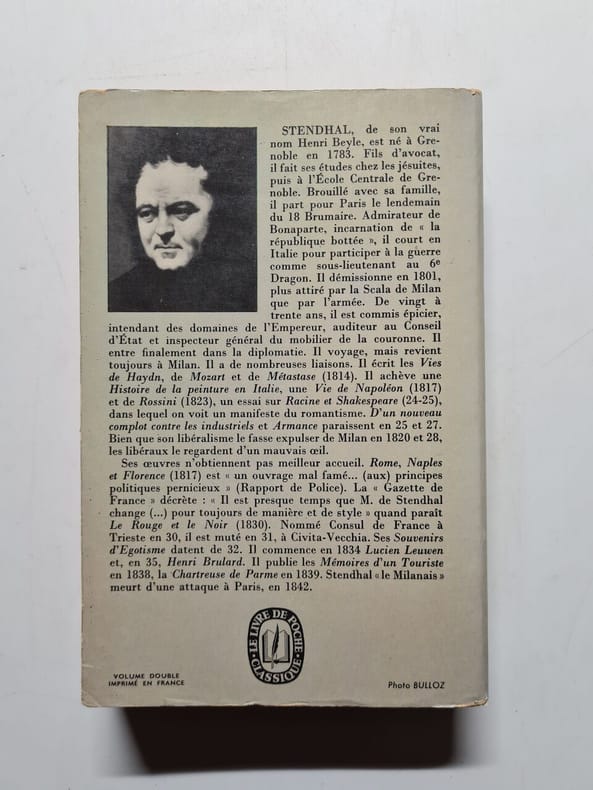 STENDHAL, de son vrai
nom Henri Beyle, est né à Gre-
noble en 1783. Fils d'avocat,
il fait ses études chez les jésuites,
puis à l'École Centrale de Gre-
noble. Brouillé avec sa famille,
il part pour Paris le lendemain
du 18 Brumaire. Admirateur de
Bonaparte, incarnation de « la
république bottée », il court en
Italie pour participer à la guerre
comme sous-lieutenant au 6e
Dragon. Il démissionne en 1801,
plus attiré par la Scala de Milan
que par l'armée. De vingt à
trente ans, il est commis épicier,
intendant des domaines de l'Empereur, auditeur au Conseil
d'État et inspecteur général du mobilier de la couronne. Il
entre finalement dans la diplomatie. Il voyage, mais revient
toujours à Milan. Il a de nombreuses liaisons. Il écrit les Vies
de Haydn, de Mozart et de Métastase (1814). Il achève une
Histoire de la peinture en Italie, une Vie de Napoléon (1817)
et de Rossini (1823), un essai sur Racine et Shakespeare (24-25),
dans lequel on voit un manifeste du romantisme. D'un nouveau
complot contre les industriels et Armance paraissent en 25 et 27.
Bien que son libéralisme le fasse expulser de Milan en 1820 et 28,
les libéraux le regardent d'un mauvais œil.
Ses œuvres n'obtiennent pas meilleur accueil. Rome, Naples
et Florence (1817) est « un ouvrage mal famé... (aux) principes
politiques pernicieux » (Rapport de Police). La « Gazette de
France » décrète : « Il est presque temps que M. de Stendhal
change (...) pour toujours de manière et de style » quand paraît
Le Rouge et le Noir (1830). Nommé Consul de France à
Trieste en 30, il est muté en 31, à Civita-Vecchia. Ses Souvenirs
d'Egotisme datent de 32. Il commence en 1834 Lucien Leuwen
et, en 35, Henri Brulard. Il publie les Mémoires d'un Touriste
en 1838, la Chartreuse de Parme en 1839. Stendhal « le Milanais »
meurt d'une attaque à Paris, en 1842.
LE LIVRE DE POCHE
CLASSIQUE
VOLUME DOUBLE
IMPRIMÉ EN FRANCE
Photo BULLOZ